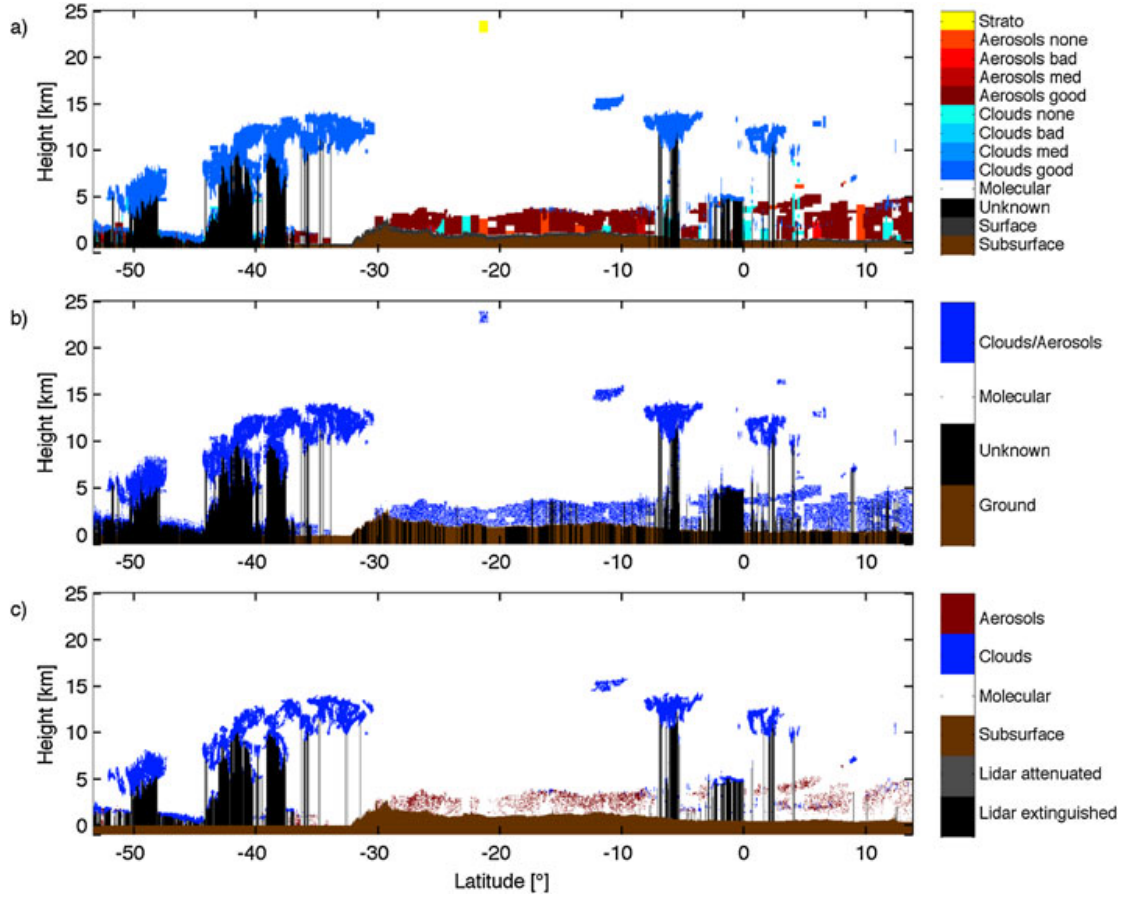 a)
Height [km]
25
20
15
10
5
0
-50 -40 -30 -20 -10 0 10
Strato
Aerosols none
Aerosols bad
Aerosols med
Aerosols good
Clouds none
Clouds bad
Clouds med
Clouds good
Molecular
Unknown
Surface
Subsurface
b)
Height [km]
25
20
15
10
5
0
-50 -40 -30 -20 -10 0 10
Clouds/Aerosols
Molecular
Unknown
Ground
c)
Height [km]
25
20
15
10
5
0
-50 -40 -30 -20 -10 0 10
Latitude [°]
Aerosols
Clouds
Molecular
Subsurface
Lidar attenuated
Lidar extinguished